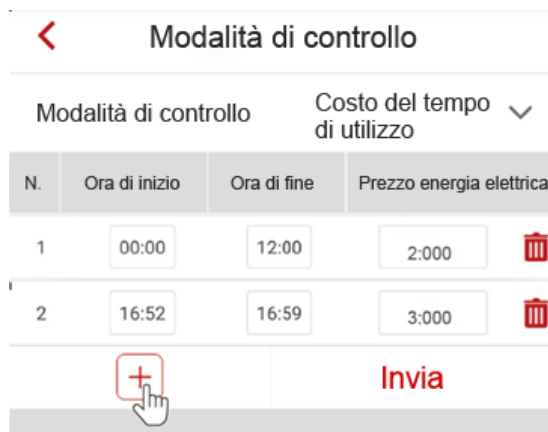 Modalità di controllo
Modalità di controllo
Costo del tempo
di utilizzo
N. Ora di inizio Ora di fine Prezzo energia elettrica
1 00:00 12:00 2:000
2 16:52 16:59 3:000
+ Invia